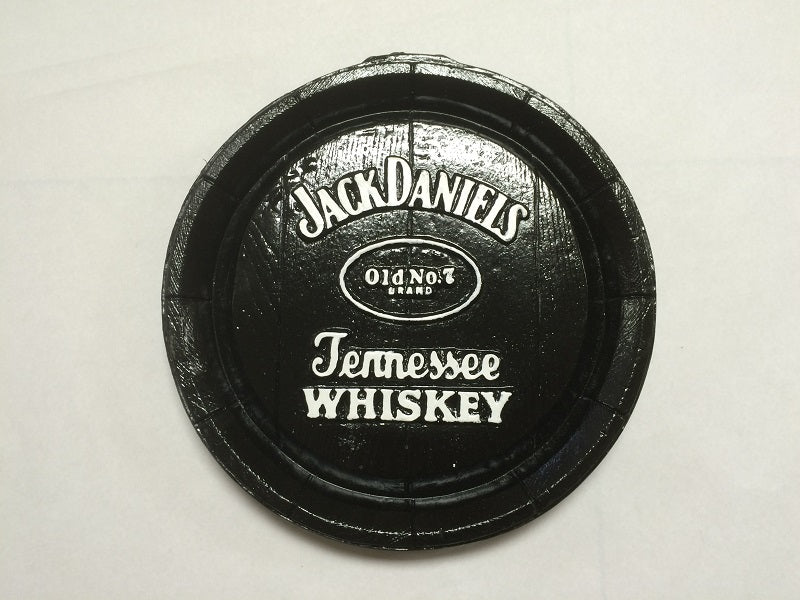 JACK DANIELS
Old No. 7
BRAND
Tennessee
WHISKEY